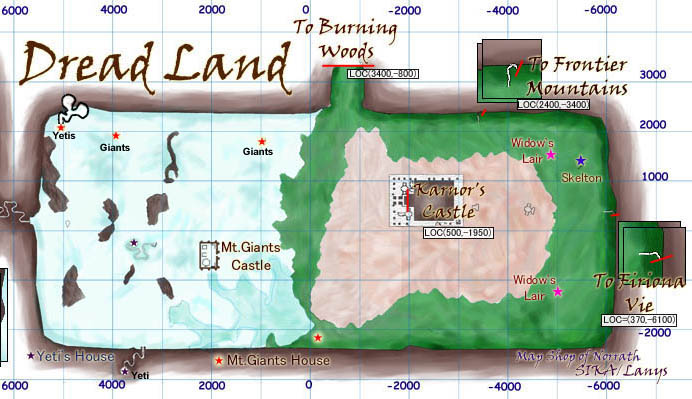 6000 4000 2000 0 -2000 -4000 -6000
To Burning
Woods
LOC(3400,-800)
Dread Land
To Frontier
Mountains
LOC(2400,-3400)
3000
2000
1000
0
-2000
Yetis
Giants
Giants
Widow's
Lair
Skelton
Karnor's
Castle
LOC(500,-1950)
Mt.Giants
Castle
To Firiona
Vie
LOC=(370,-6100)
Widow's
Lair
Yeti's House
Yeti
Mt.Giants House
Map Shop of Norrath
SIKA/Lanys
6000 4000 2000 0 -2000 -4000 -6000